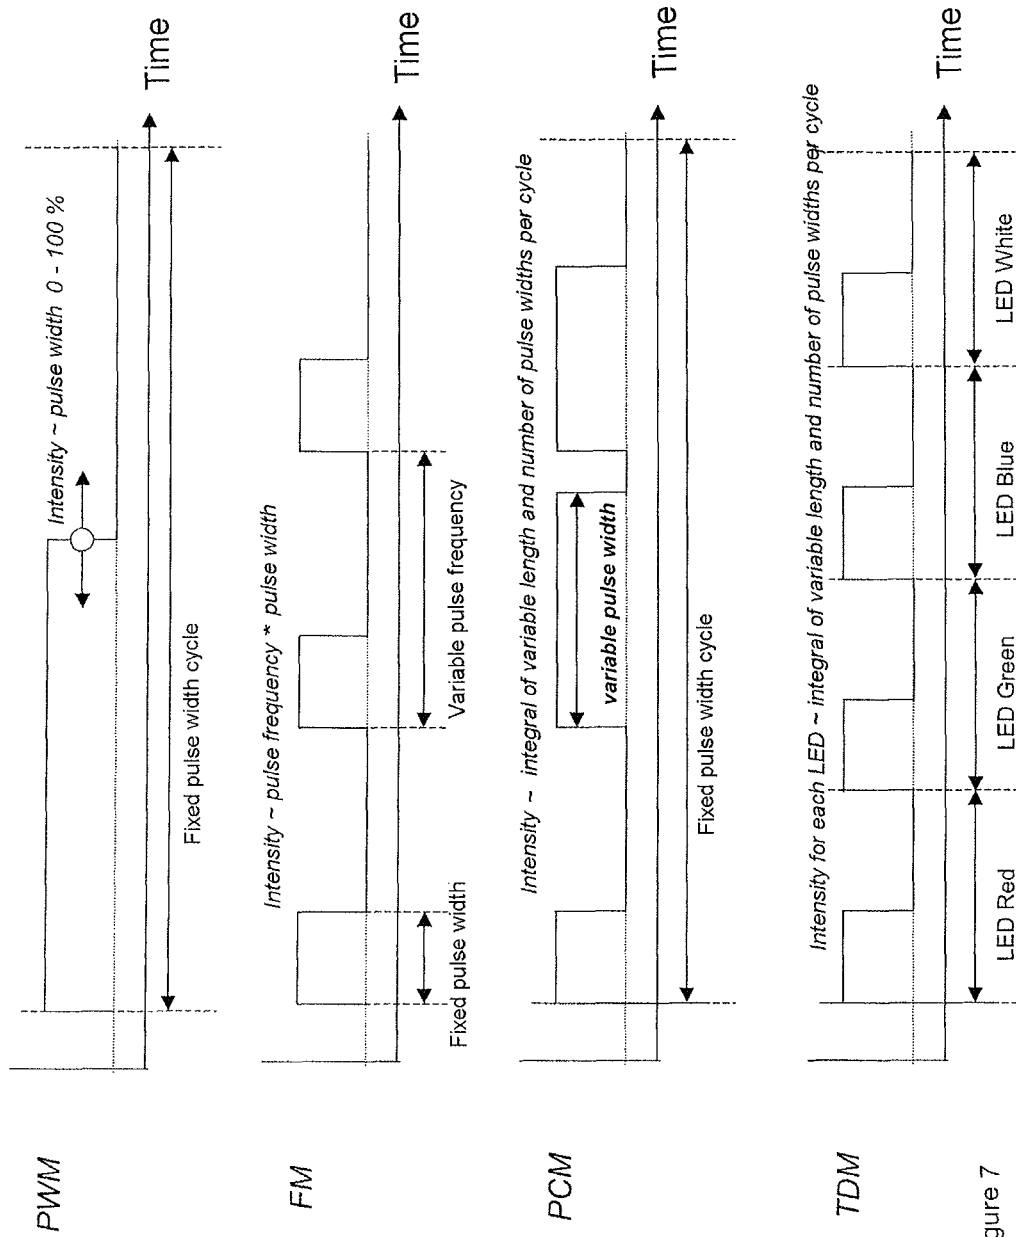 PWM
Intensity ~ pulse width 0 - 100 %
Time
Fixed pulse width cycle
FM
Intensity ~ pulse frequency * pulse width
Time
Fixed pulse width
Variable pulse frequency
PCM
Intensity ~ integral of variable length and number of pulse widths per cycle
variable pulse width
Time
Fixed pulse width cycle
TDM
Intensity for each LED ~ integral of variable length and number of pulse widths per cycle
Time
LED Red
LED Green
LED Blue
LED White
gure 7